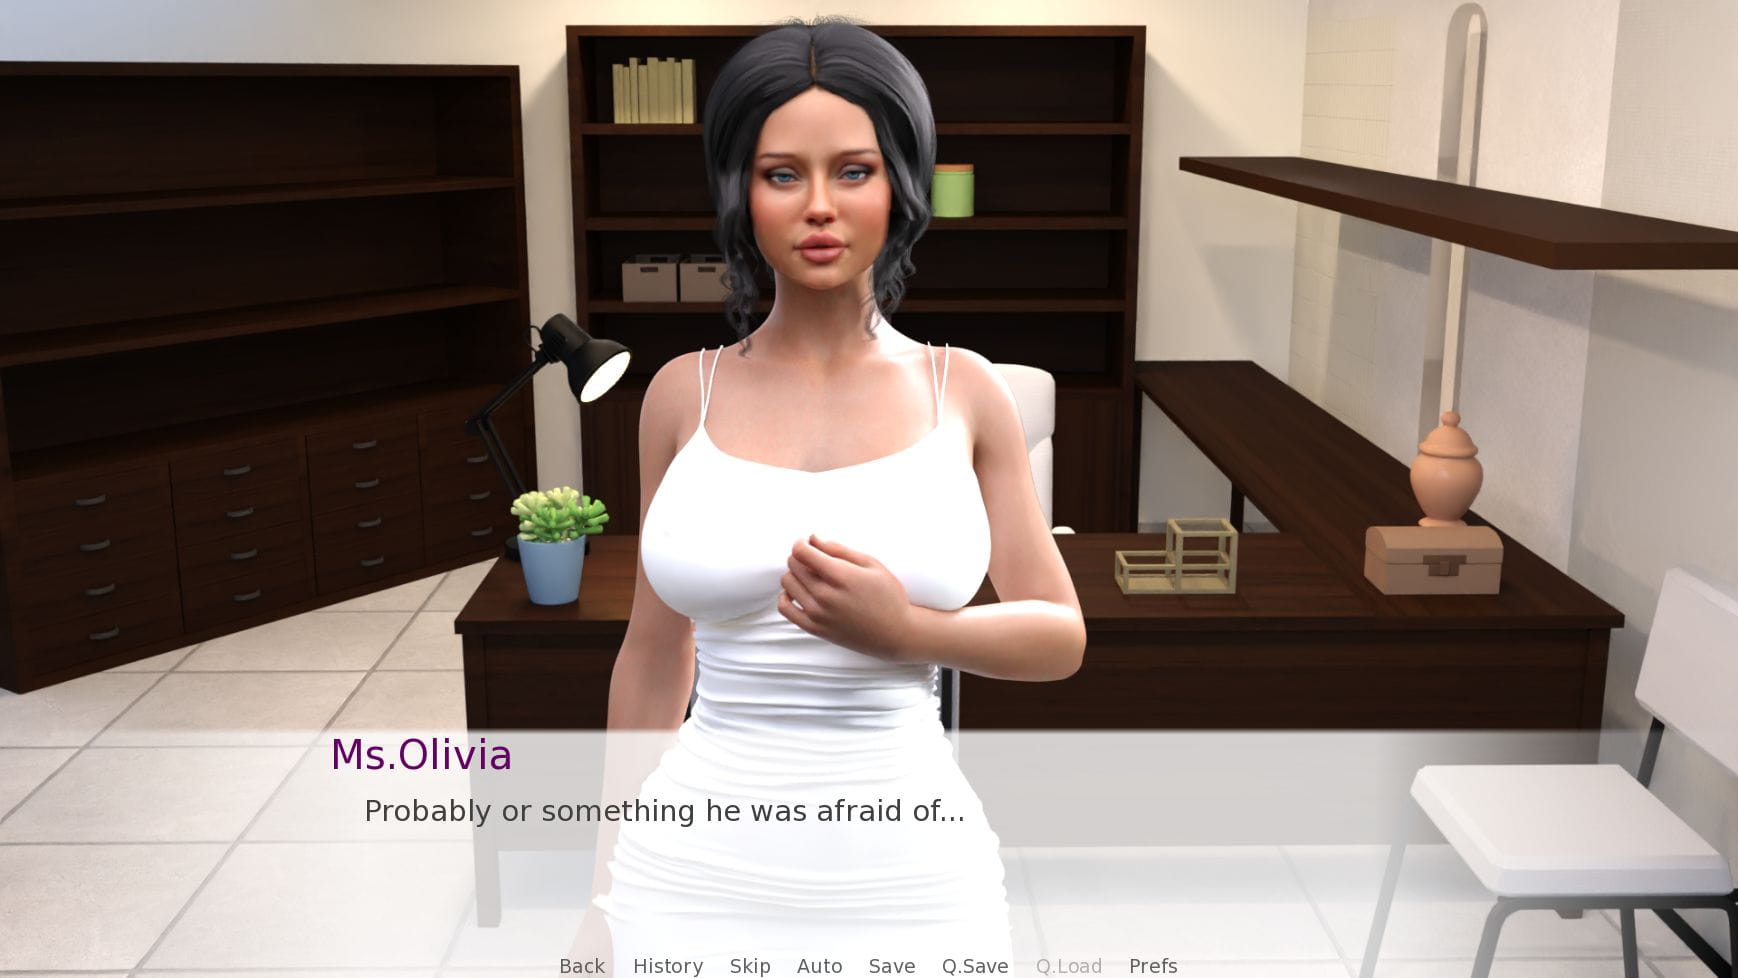 Ms.Olivia
Probably or something he was afraid of...
Back History Skip Auto Save Q.Save Q.Load Prefs